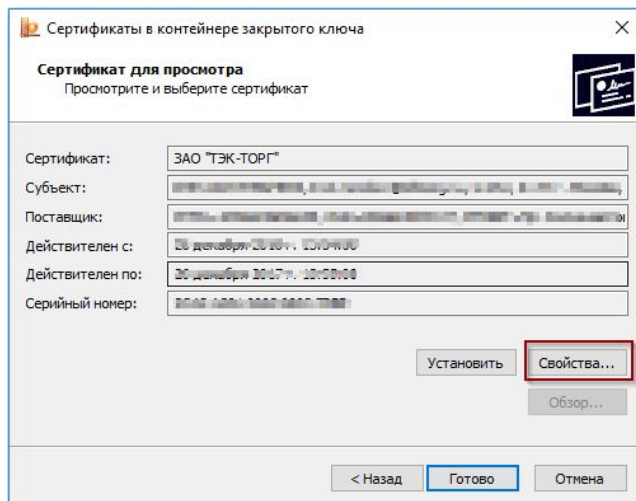 Сертификаты в контейнере закрытого ключа
Сертификат для просмотра
Просмотрите и выберите сертификат
Сертификат: ЗАО "ТЭК-ТОРГ"
Субъект:
Поставщик:
Действителен с:
Действителен по:
Серийный номер:
Установить Свойства...
Обзор...
< Назад Готово Отмена